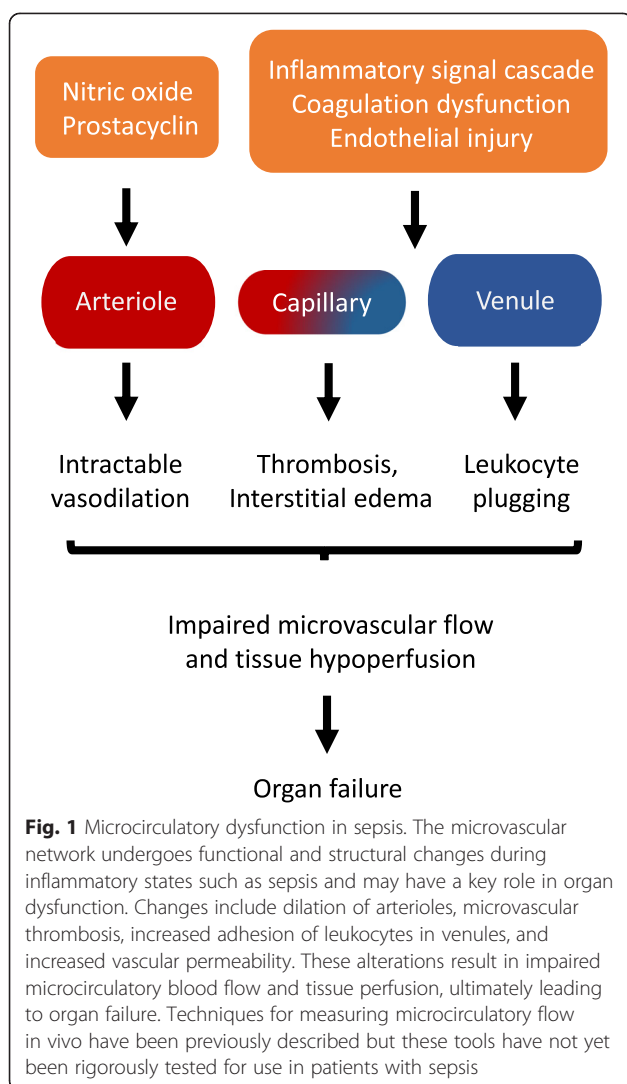 Nitric oxide
Prostacyclin
Inflammatory signal cascade
Coagulation dysfunction
Endothelial injury
Arteriole
Capillary
Venule
Intractable
vasodilation
Thrombosis,
Interstitial edema
Leukocyte
plugging
Impaired microvascular flow
and tissue hypoperfusion
Organ failure
Fig. 1 Microcirculatory dysfunction in sepsis. The microvascular
network undergoes functional and structural changes during
inflammatory states such as sepsis and may have a key role in organ
dysfunction. Changes include dilation of arterioles, microvascular
thrombosis, increased adhesion of leukocytes in venules, and
increased vascular permeability. These alterations result in impaired
microcirculatory blood flow and tissue perfusion, ultimately leading
to organ failure. Techniques for measuring microcirculatory flow
in vivo have been previously described but these tools have not yet
been rigorously tested for use in patients with sepsis